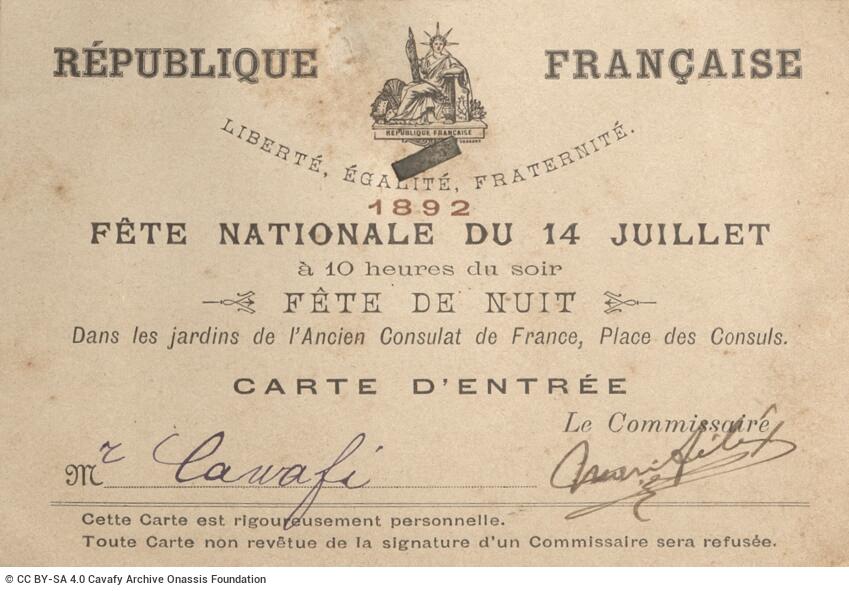 RÉPUBLIQUE FRANÇAISE
RÉPUBLIQUE FRANÇAISE
LIBERTÉ, ÉGALITÉ, FRATERNITÉ.
1892
FÊTE NATIONALE DU 14 JUILLET
à 10 heures du soir
FÊTE DE NUIT
Dans les jardins de l'Ancien Consulat de France, Place des Consuls.
CARTE D'ENTRÉE
Le Commissaire
Mr Cawafi
Cette Carte est rigoureusement personnelle.
Toute Carte non revêtue de la signature d'un Commissaire sera refusée.
© CC BY-SA 4.0 Cavafy Archive Onassis Foundation